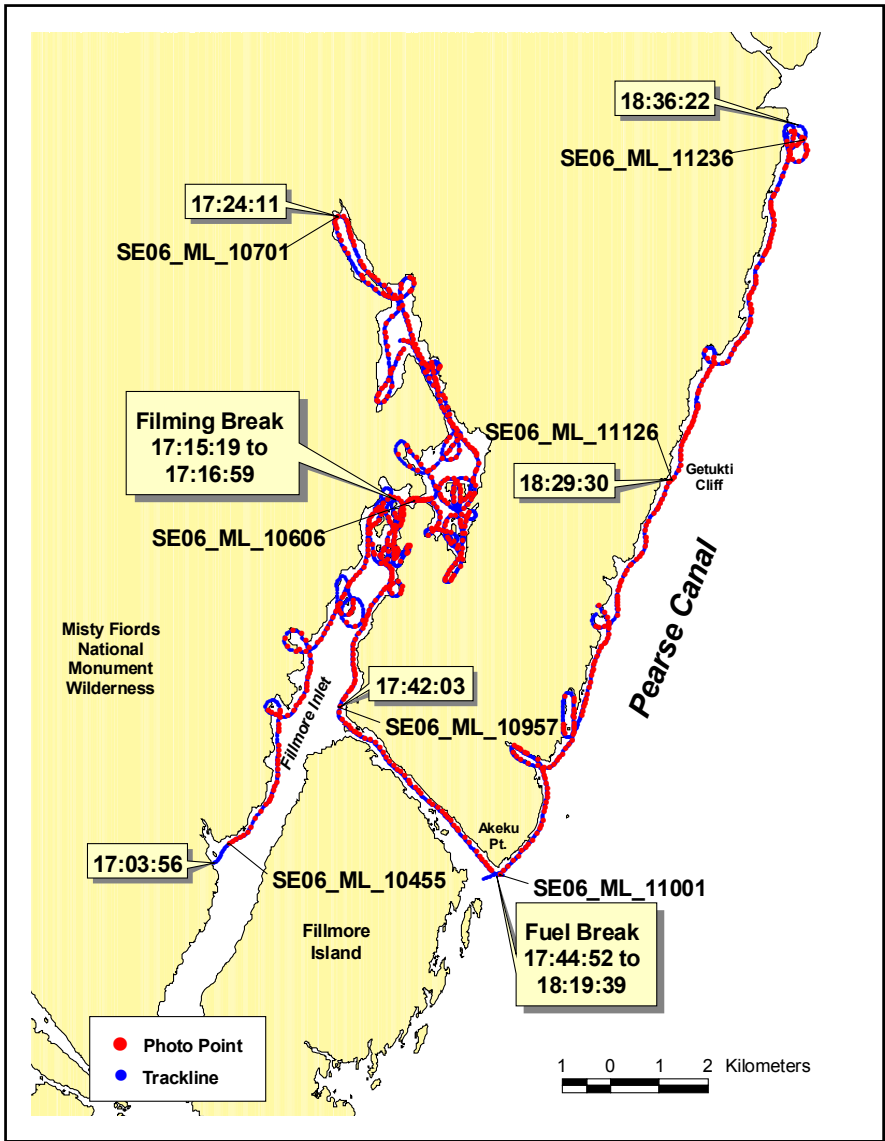 18:36:22
SE06_ML_11236
17:24:11
SE06_ML_10701
Filming Break
17:15:19 to
17:16:59
SE06_ML_11126
18:29:30
Getukti
Cliff
SE06_ML_10606
Pearse Canal
Misty Fiords
National
Monument
Wilderness
17:42:03
Fillmore Inlet
SE06_ML_10957
Akeku
Pt.
17:03:56
SE06_ML_10455
SE06_ML_11001
Fillmore
Island
Fuel Break
17:44:52 to
18:19:39
Photo Point
Trackline
1 0 1 2 Kilometers